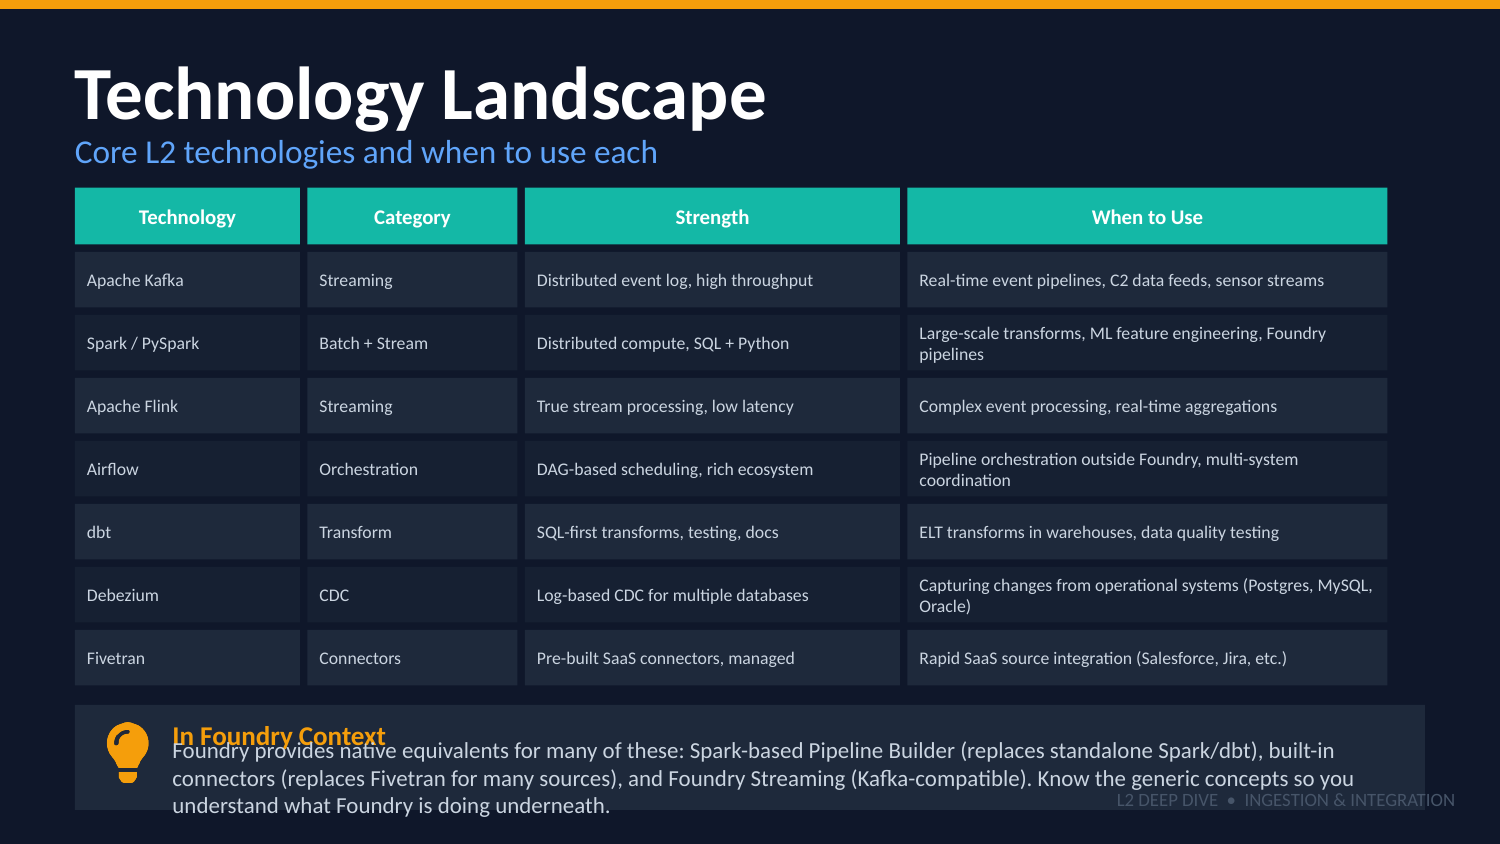 Technology Landscape
Core L2 technologies and when to use each
Technology Category Strength When to Use
Apache Kafka Streaming Distributed event log, high throughput Real-time event pipelines, C2 data feeds, sensor streams
Spark / PySpark Batch + Stream Distributed compute, SQL + Python Large-scale transforms, ML feature engineering, Foundry
pipelines
Apache Flink Streaming True stream processing, low latency Complex event processing, real-time aggregations
Airflow Orchestration DAG-based scheduling, rich ecosystem Pipeline orchestration outside Foundry, multi-system
coordination
dbt Transform SQL-first transforms, testing, docs ELT transforms in warehouses, data quality testing
Debezium CDC Log-based CDC for multiple databases Capturing changes from operational systems (Postgres, MySQL,
Oracle)
Fivetran Connectors Pre-built SaaS connectors, managed Rapid SaaS source integration (Salesforce, Jira, etc.)
In Foundry Context
Foundry provides native equivalents for many of these: Spark-based Pipeline Builder (replaces standalone Spark/dbt), built-in
connectors (replaces Fivetran for many sources), and Foundry Streaming (Kafka-compatible). Know the generic concepts so you
understand what Foundry is doing underneath.
L2 DEEP DIVE • INGESTION & INTEGRATION